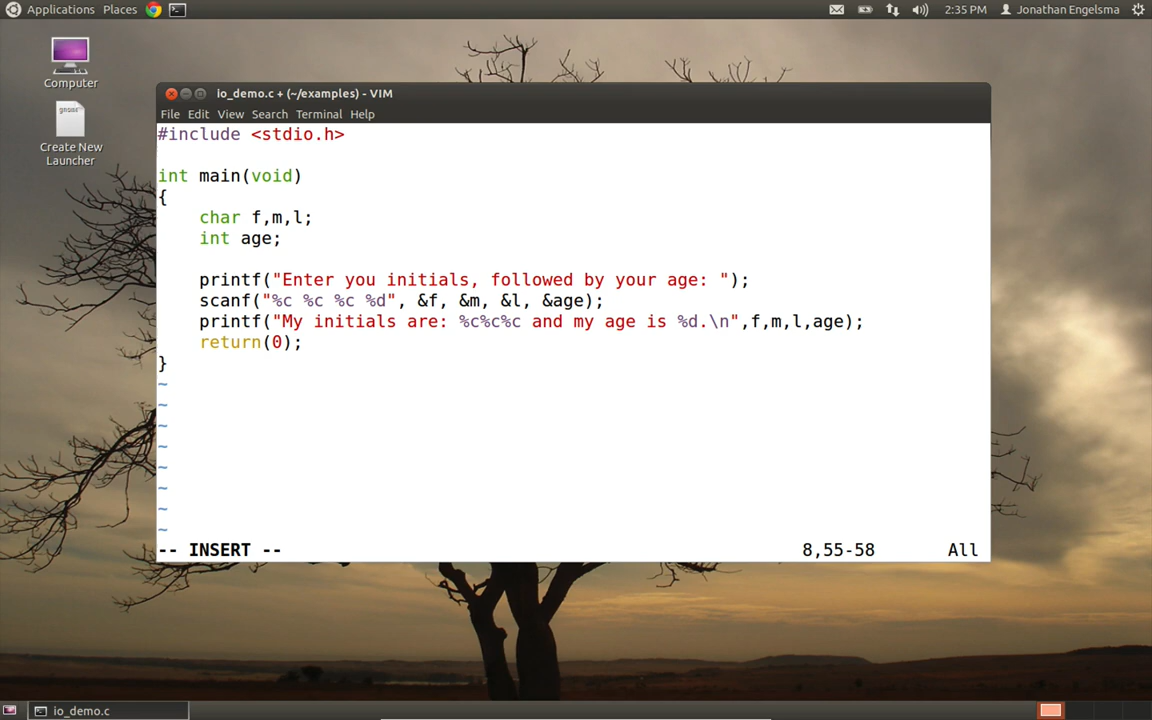 Applications Places 2:35 PM Jonathan Engelsma
Computer
gnome
Create New
Launcher
io_demo.c + (~/examples) - VIM
File Edit View Search Terminal Help
#include <stdio.h>
int main(void)
{
    char f,m,l;
    int age;
    printf("Enter you initials, followed by your age: ");
    scanf("%c %c %c %d", &f, &m, &l, &age);
    printf("My initials are: %c%c%c and my age is %d.\n",f,m,l,age);
    return(0);
}
~
~
~
~
~
~
~
~
-- INSERT -- 8,55-58 All
io_demo.c